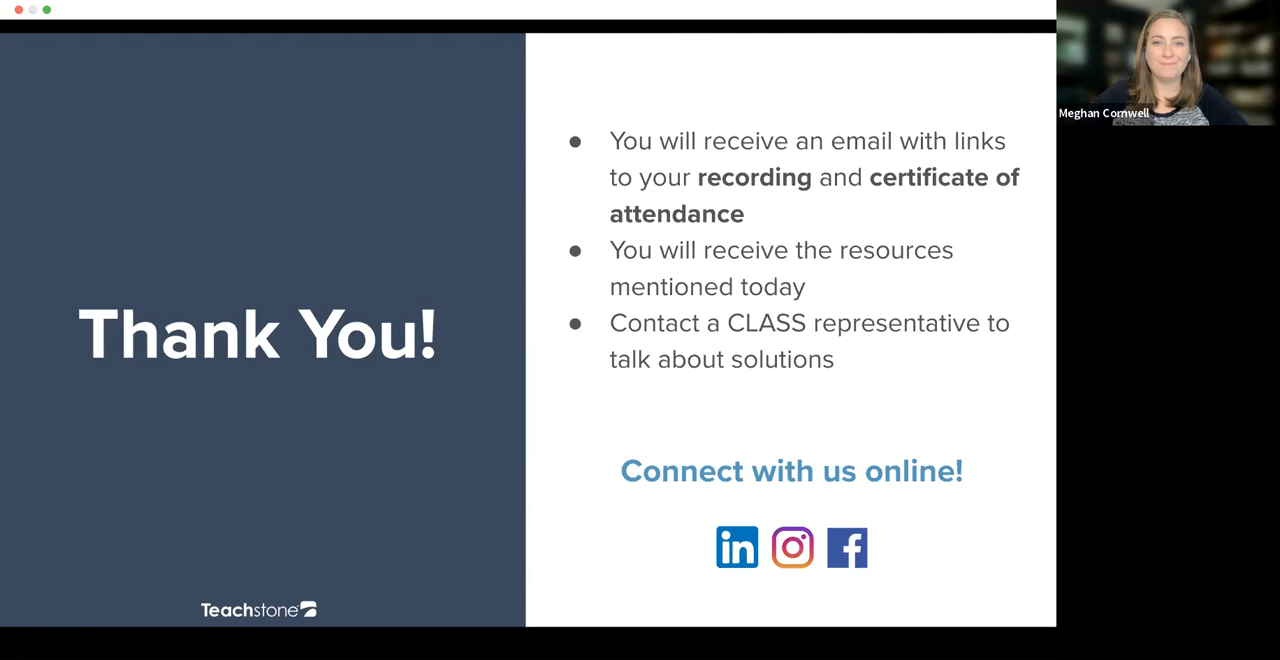 Meghan Cornwell
Thank You!
Teachstone
● You will receive an email with links
to your recording and certificate of
attendance
● You will receive the resources
mentioned today
● Contact a CLASS representative to
talk about solutions
Connect with us online!
in
f